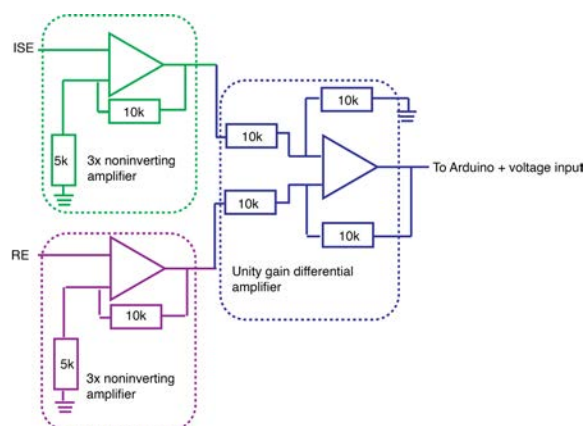 ISE
10k
5k
3x noninverting
amplifier
10k
10k
10k
10k
To Arduino + voltage input
Unity gain differential
amplifier
RE
10k
5k
3x noninverting
amplifier